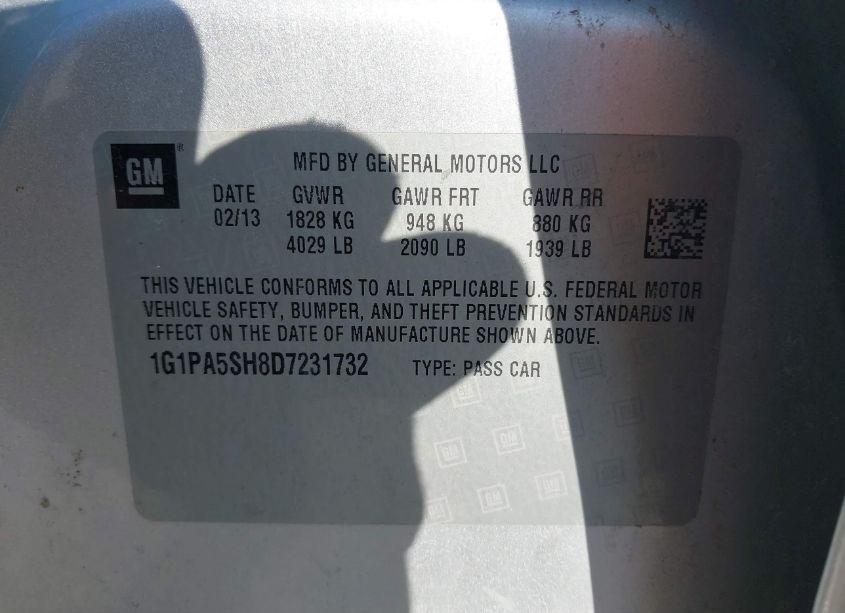 GM ®
MFD BY GENERAL MOTORS LLC
DATE GVWR GAWR FRT GAWR RR
02/13 1828 KG 948 KG 880 KG
4029 LB 2090 LB 1939 LB
THIS VEHICLE CONFORMS TO ALL APPLICABLE U.S. FEDERAL MOTOR
VEHICLE SAFETY, BUMPER, AND THEFT PREVENTION STANDARDS IN
EFFECT ON THE DATE OF MANUFACTURE SHOWN ABOVE.
1G1PA5SH8D7231732 TYPE: PASS CAR